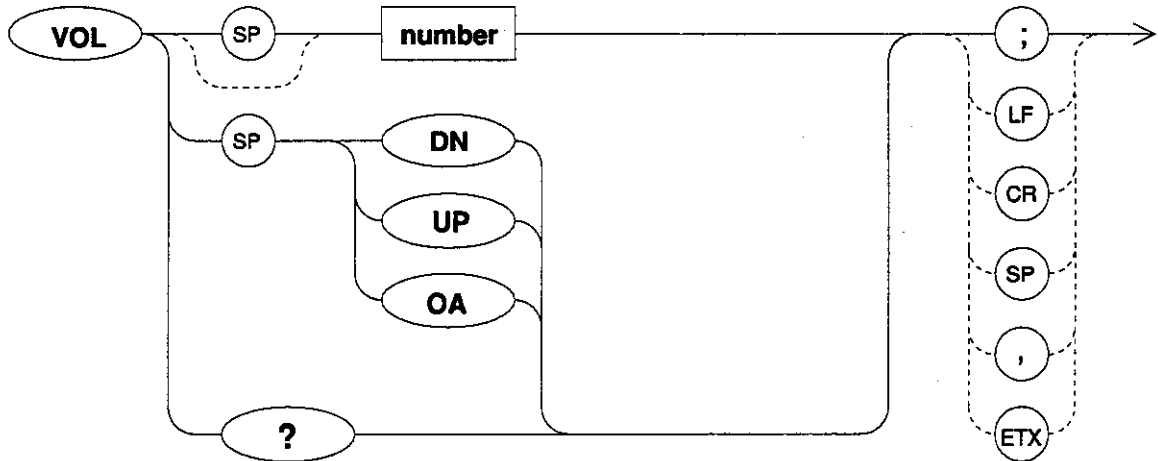 VOL SP number ;
LF
SP DN
CR
UP
SP
OA
,
? ETX